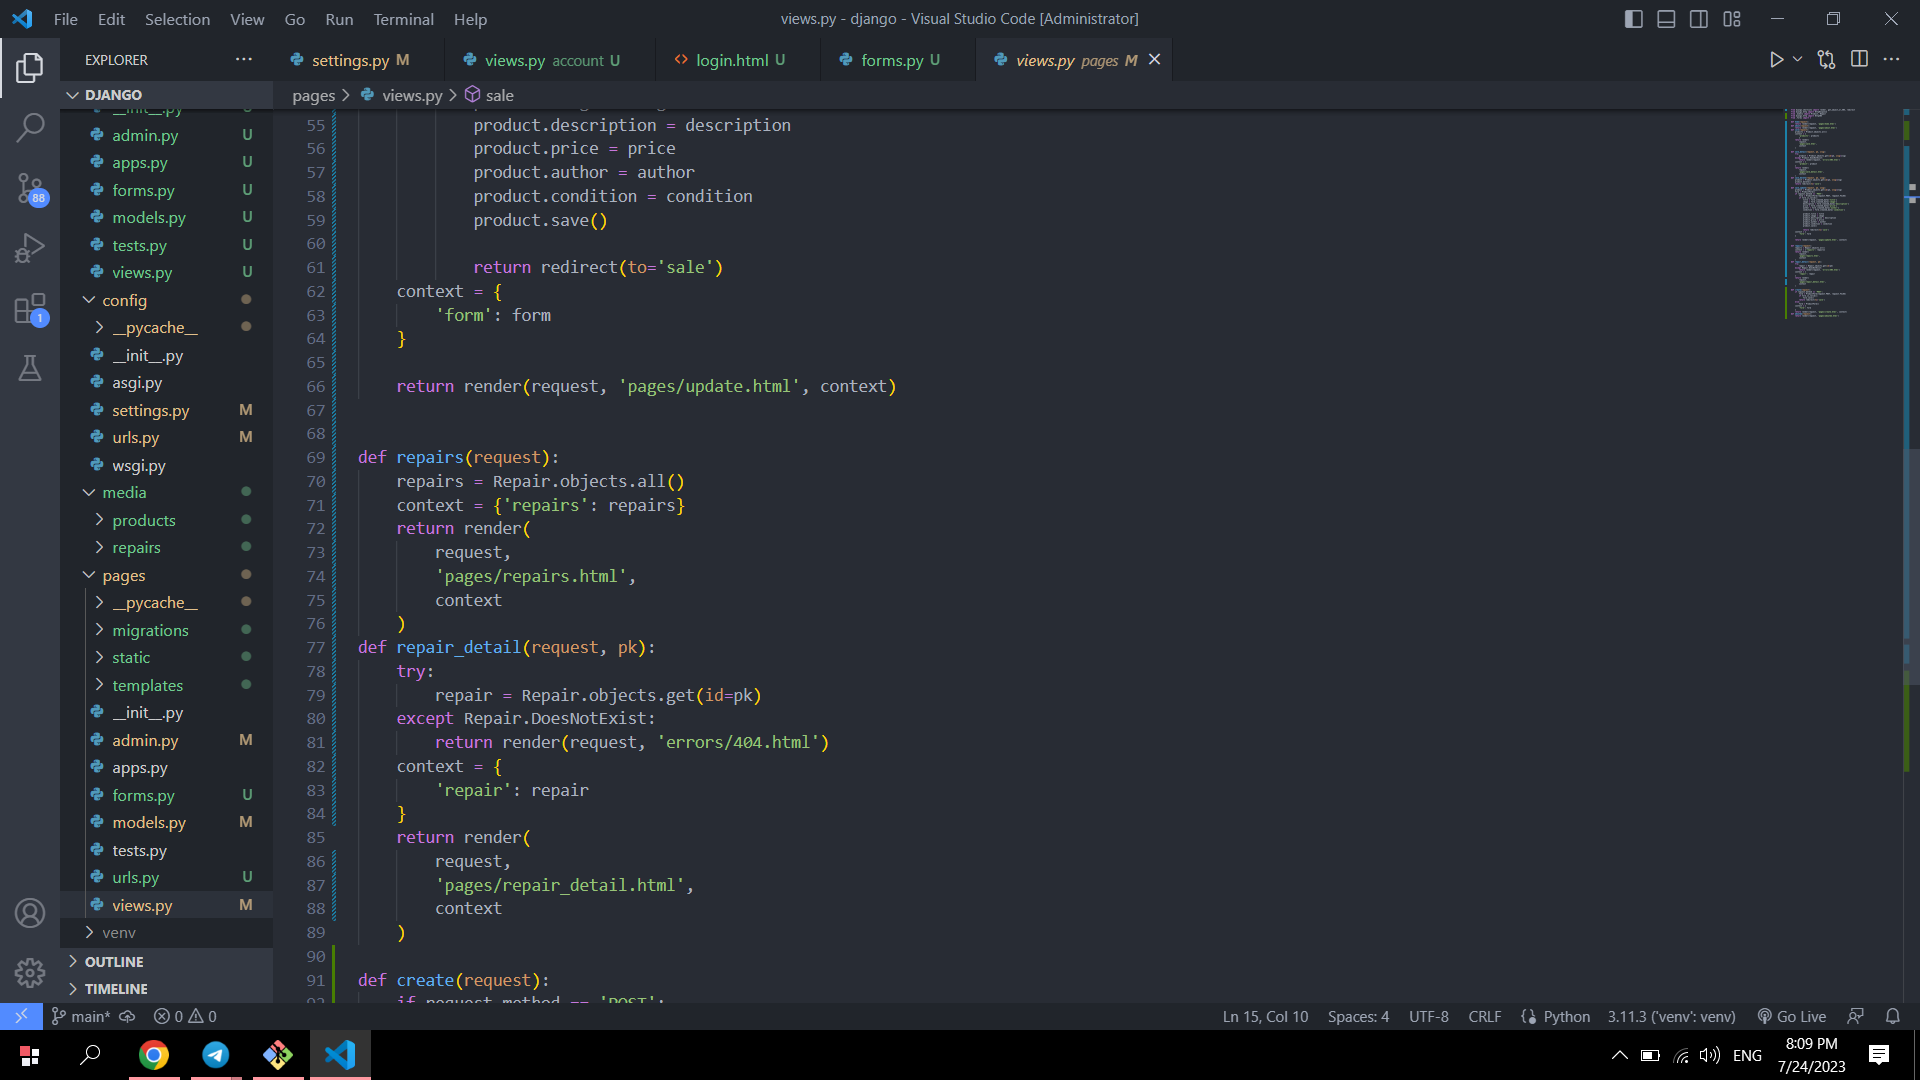 File Edit Selection View Go Run Terminal Help
views.py - django - Visual Studio Code [Administrator]
EXPLORER ···
settings.py M
views.py account U
<> login.html U
forms.py U
views.py pages M
DJANGO
pages > views.py > sale
__init__.py U
admin.py U
apps.py U
forms.py U
models.py U
tests.py U
views.py U
config
__pycache__
__init__.py
asgi.py
settings.py M
urls.py M
wsgi.py
media
products
repairs
pages
__pycache__
migrations
static
templates
__init__.py
admin.py M
apps.py
forms.py U
models.py M
tests.py
urls.py U
views.py M
venv
OUTLINE
TIMELINE
88
1
55 product.description = description
56 product.price = price
57 product.author = author
58 product.condition = condition
59 product.save()
60
61 return redirect(to='sale')
62 context = {
63 'form': form
64 }
65
66 return render(request, 'pages/update.html', context)
67
68
69 def repairs(request):
70 repairs = Repair.objects.all()
71 context = {'repairs': repairs}
72 return render(
73 request,
74 'pages/repairs.html',
75 context
76 )
77 def repair_detail(request, pk):
78 try:
79 repair = Repair.objects.get(id=pk)
80 except Repair.DoesNotExist:
81 return render(request, 'errors/404.html')
82 context = {
83 'repair': repair
84 }
85 return render(
86 request,
87 'pages/repair_detail.html',
88 context
89 )
90
91 def create(request):
92 if request.method == 'POST':
main* 0 0
Ln 15, Col 10 Spaces: 4 UTF-8 CRLF Python 3.11.3 ('venv': venv) Go Live
ENG
8:09 PM
7/24/2023